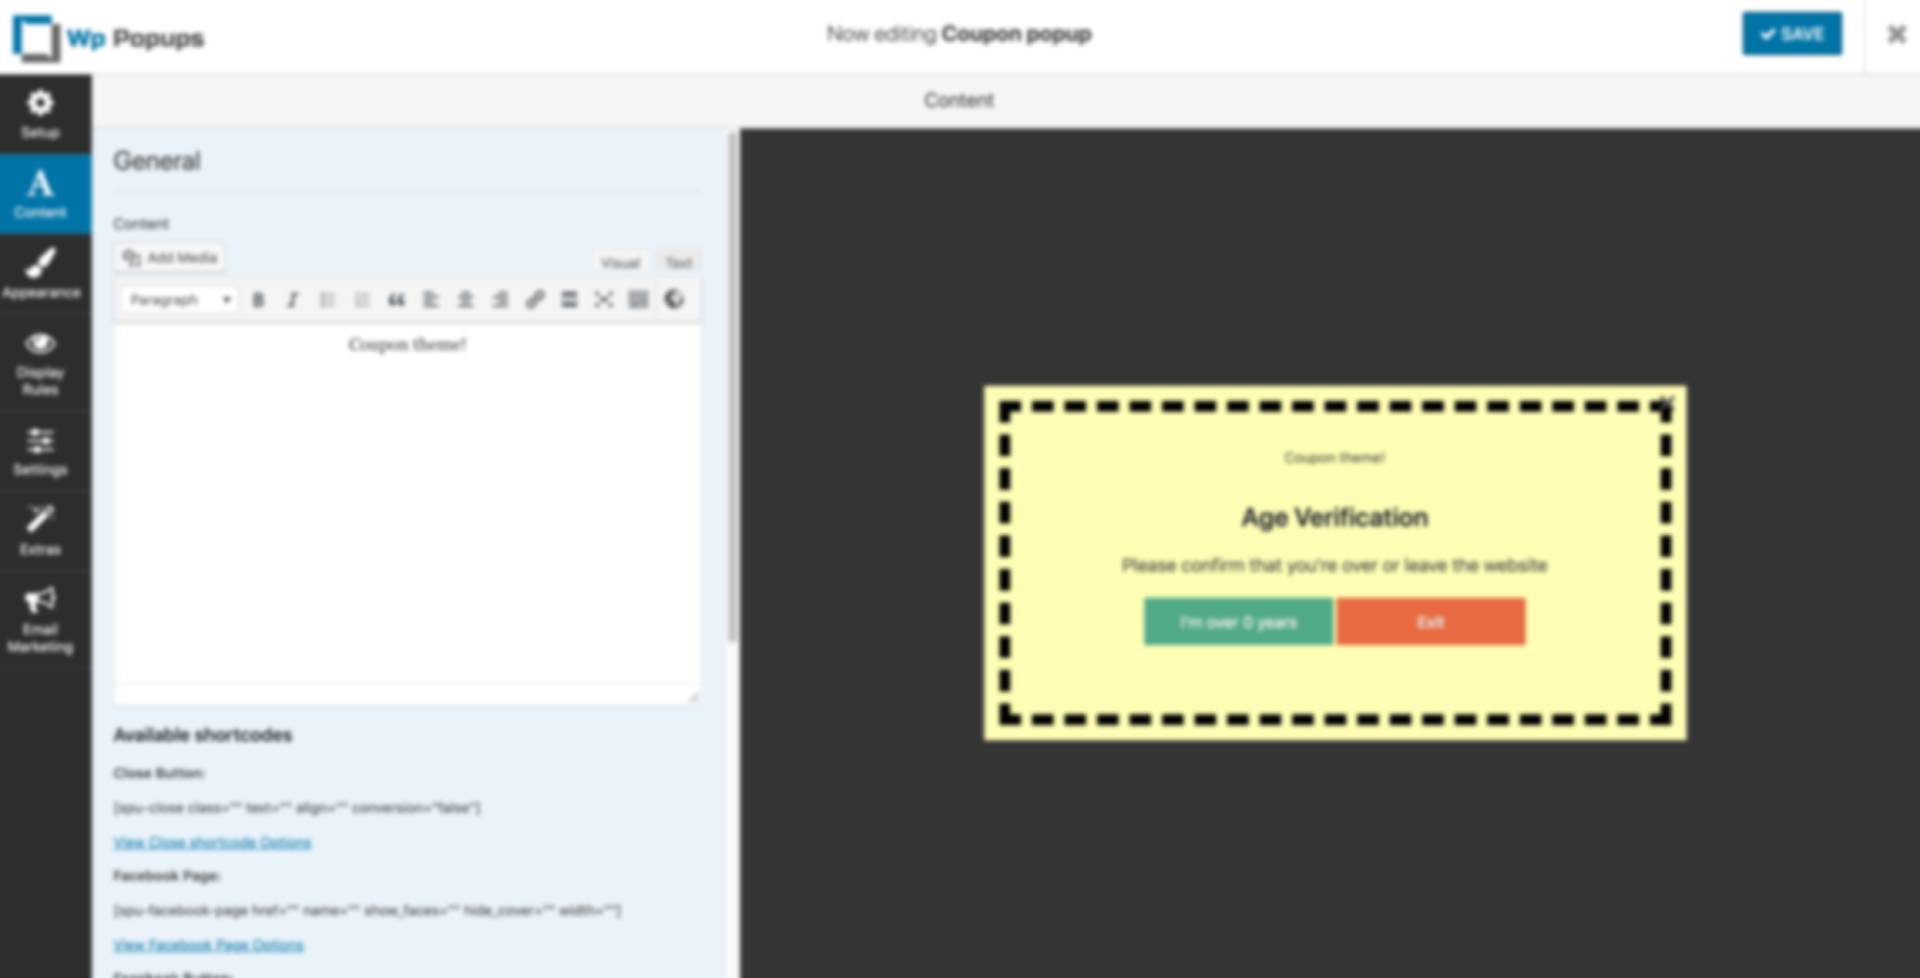 Wp Popups
Now editing Coupon popup
SAVE
Content
Setup
Content
Appearance
Display
Rules
Settings
Extras
Email
Marketing
General
Content
Add Media
Visual
Text
Paragraph
Coupon theme!
Available shortcodes
Close Button:
[spu-close class="" text="" align="" conversion="false"]
View Close shortcode Options
Facebook Page:
[spu-facebook-page href="" name="" show_faces="" hide_cover="" width=""]
View Facebook Page Options
Facebook Button:
Coupon theme!
Age Verification
Please confirm that you're over or leave the website
I'm over 0 years
Exit